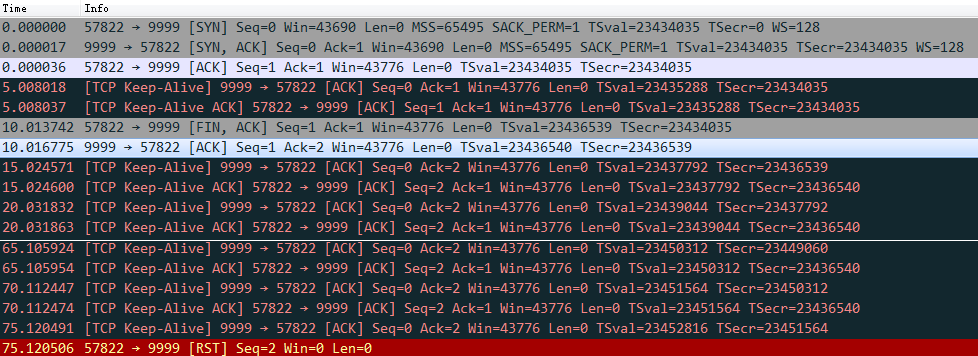 Time Info
0.000000 57822 → 9999 [SYN] Seq=0 Win=43690 Len=0 MSS=65495 SACK_PERM=1 TSval=23434035 TSecr=0 WS=128
0.000017 9999 → 57822 [SYN, ACK] Seq=0 Ack=1 Win=43690 Len=0 MSS=65495 SACK_PERM=1 TSval=23434035 TSecr=23434035 WS=128
0.000036 57822 → 9999 [ACK] Seq=1 Ack=1 Win=43776 Len=0 TSval=23434035 TSecr=23434035
5.008018 [TCP Keep-Alive] 9999 → 57822 [ACK] Seq=0 Ack=1 Win=43776 Len=0 TSval=23435288 TSecr=23434035
5.008037 [TCP Keep-Alive ACK] 57822 → 9999 [ACK] Seq=1 Ack=1 Win=43776 Len=0 TSval=23435288 TSecr=23434035
10.013742 57822 → 9999 [FIN, ACK] Seq=1 Ack=1 Win=43776 Len=0 TSval=23436539 TSecr=23434035
10.016775 9999 → 57822 [ACK] Seq=1 Ack=2 Win=43776 Len=0 TSval=23436540 TSecr=23436539
15.024571 [TCP Keep-Alive] 9999 → 57822 [ACK] Seq=0 Ack=2 Win=43776 Len=0 TSval=23437792 TSecr=23436539
15.024600 [TCP Keep-Alive ACK] 57822 → 9999 [ACK] Seq=2 Ack=1 Win=43776 Len=0 TSval=23437792 TSecr=23436540
20.031832 [TCP Keep-Alive] 9999 → 57822 [ACK] Seq=0 Ack=2 Win=43776 Len=0 TSval=23439044 TSecr=23437792
20.031863 [TCP Keep-Alive ACK] 57822 → 9999 [ACK] Seq=2 Ack=1 Win=43776 Len=0 TSval=23439044 TSecr=23436540
65.105924 [TCP Keep-Alive] 9999 → 57822 [ACK] Seq=0 Ack=2 Win=43776 Len=0 TSval=23450312 TSecr=23449060
65.105954 [TCP Keep-Alive ACK] 57822 → 9999 [ACK] Seq=2 Ack=1 Win=43776 Len=0 TSval=23450312 TSecr=23436540
70.112447 [TCP Keep-Alive] 9999 → 57822 [ACK] Seq=0 Ack=2 Win=43776 Len=0 TSval=23451564 TSecr=23450312
70.112474 [TCP Keep-Alive ACK] 57822 → 9999 [ACK] Seq=2 Ack=1 Win=43776 Len=0 TSval=23451564 TSecr=23436540
75.120491 [TCP Keep-Alive] 9999 → 57822 [ACK] Seq=0 Ack=2 Win=43776 Len=0 TSval=23452816 TSecr=23451564
75.120506 57822 → 9999 [RST] Seq=2 Win=0 Len=0